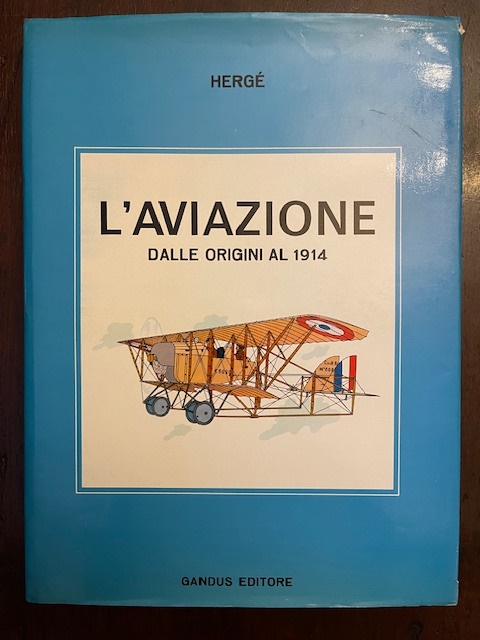 HERGÉ
L'AVIAZIONE
DALLE ORIGINI AL 1914
GANDUS EDITORE